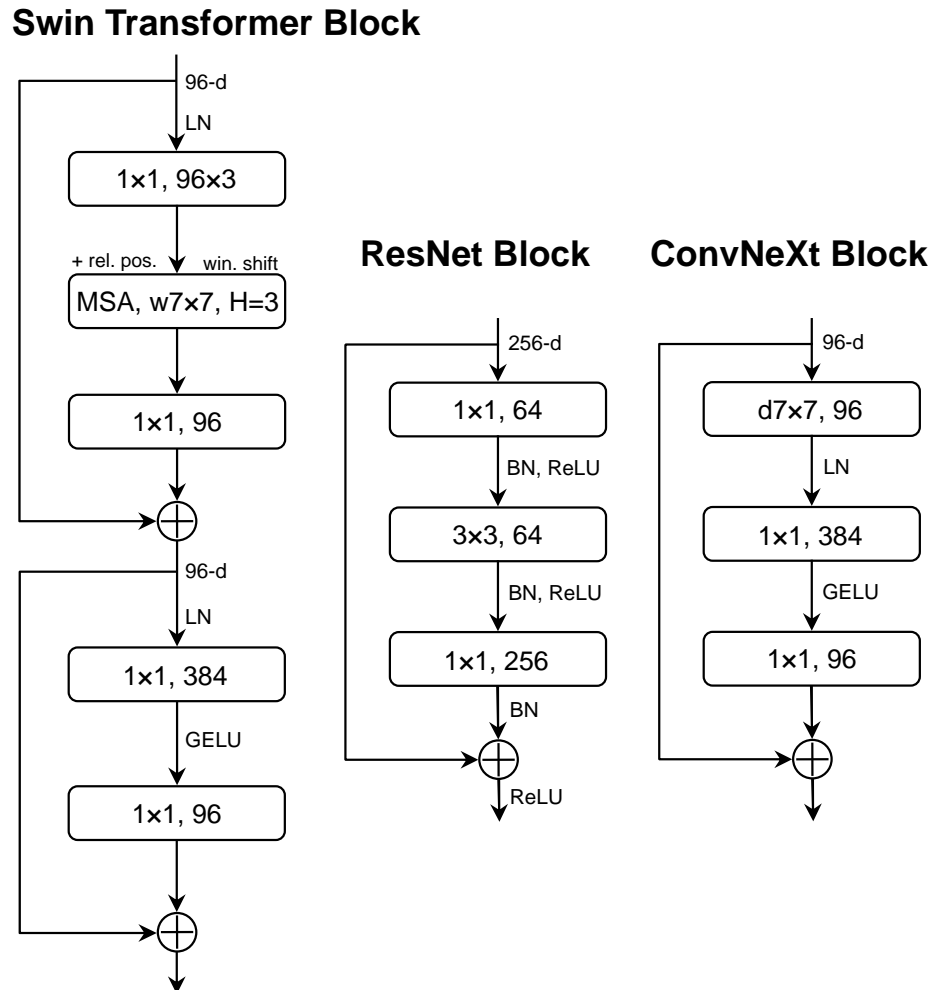 Swin Transformer Block
96-d
LN
1×1, 96×3
+ rel. pos. win. shift
MSA, w7×7, H=3
1×1, 96
96-d
LN
1×1, 384
GELU
1×1, 96
ResNet Block
256-d
1×1, 64
BN, ReLU
3×3, 64
BN, ReLU
1×1, 256
BN
ReLU
ConvNeXt Block
96-d
d7×7, 96
LN
1×1, 384
GELU
1×1, 96